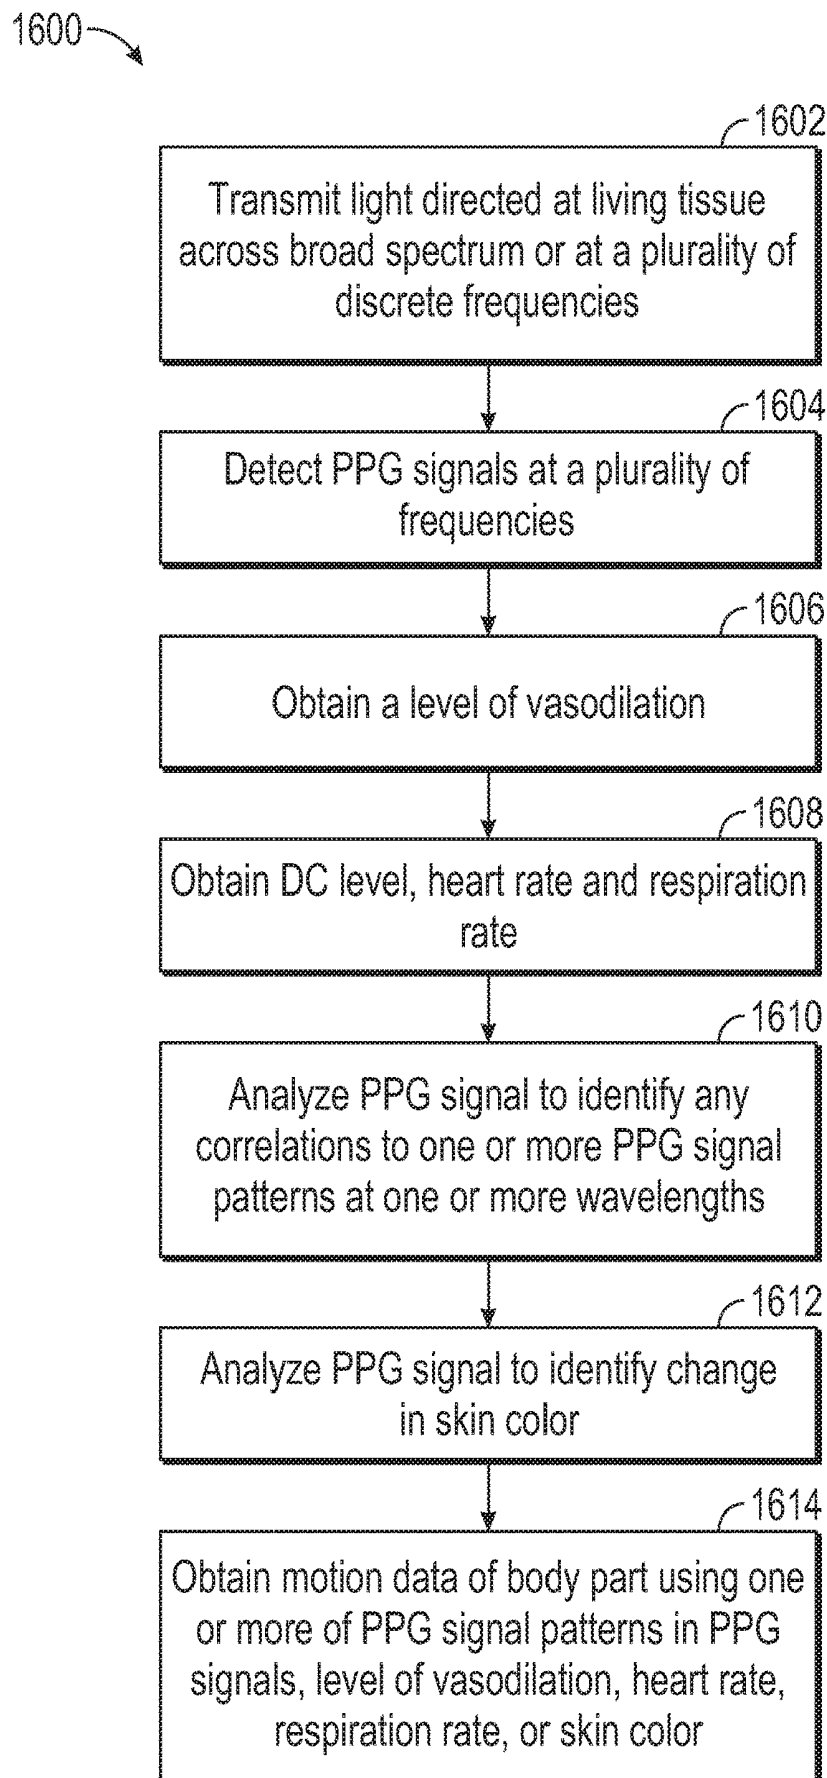 1600
1602
Transmit light directed at living tissue
across broad spectrum or at a plurality of
discrete frequencies
1604
Detect PPG signals at a plurality of
frequencies
1606
Obtain a level of vasodilation
1608
Obtain DC level, heart rate and respiration
rate
1610
Analyze PPG signal to identify any
correlations to one or more PPG signal
patterns at one or more wavelengths
1612
Analyze PPG signal to identify change
in skin color
1614
Obtain motion data of body part using one
or more of PPG signal patterns in PPG
signals, level of vasodilation, heart rate,
respiration rate, or skin color